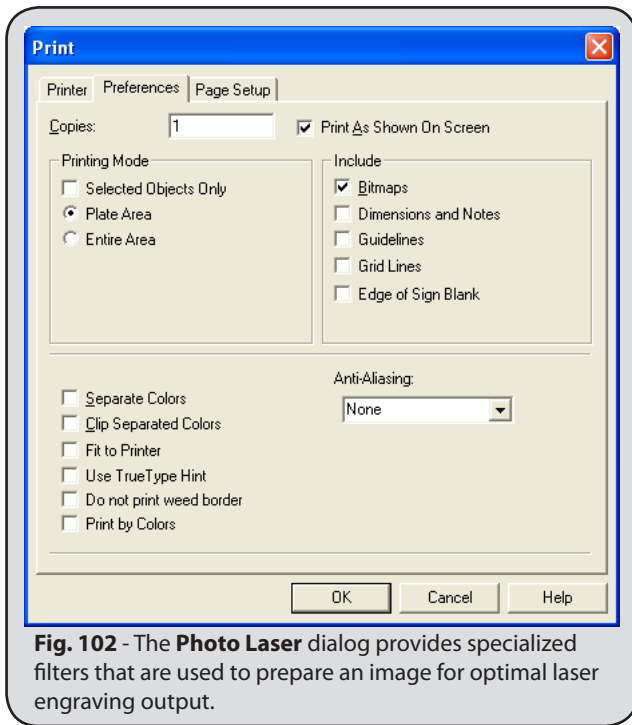 Print
Printer Preferences Page Setup
Copies: 1 Print As Shown On Screen
Printing Mode
Selected Objects Only
Plate Area
Entire Area
Include
Bitmaps
Dimensions and Notes
Guidelines
Grid Lines
Edge of Sign Blank
Separate Colors
Clip Separated Colors
Fit to Printer
Use TrueType Hint
Do not print weed border
Print by Colors
Anti-Aliasing:
None
OK Cancel Help
Fig. 102 - The Photo Laser dialog provides specialized
filters that are used to prepare an image for optimal laser
engraving output.